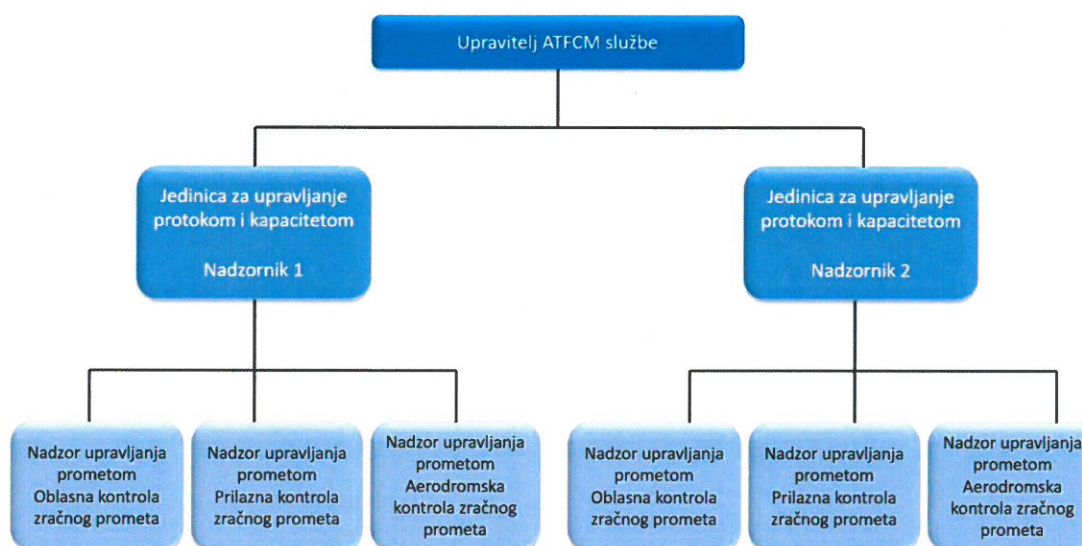 Upravitelj ATFCM službe
Jedinica za upravljanje
protokom i kapacitetom
Nadzornik 1
Jedinica za upravljanje
protokom i kapacitetom
Nadzornik 2
Nadzor upravljanja
prometom
Oblasna kontrola
zračnog prometa
Nadzor upravljanja
prometom
Prilazna kontrola
zračnog prometa
Nadzor upravljanja
prometom
Aerodromska
kontrola zračnog
prometa
Nadzor upravljanja
prometom
Oblasna kontrola
zračnog prometa
Nadzor upravljanja
prometom
Prilazna kontrola
zračnog prometa
Nadzor upravljanja
prometom
Aerodromska
kontrola zračnog
prometa